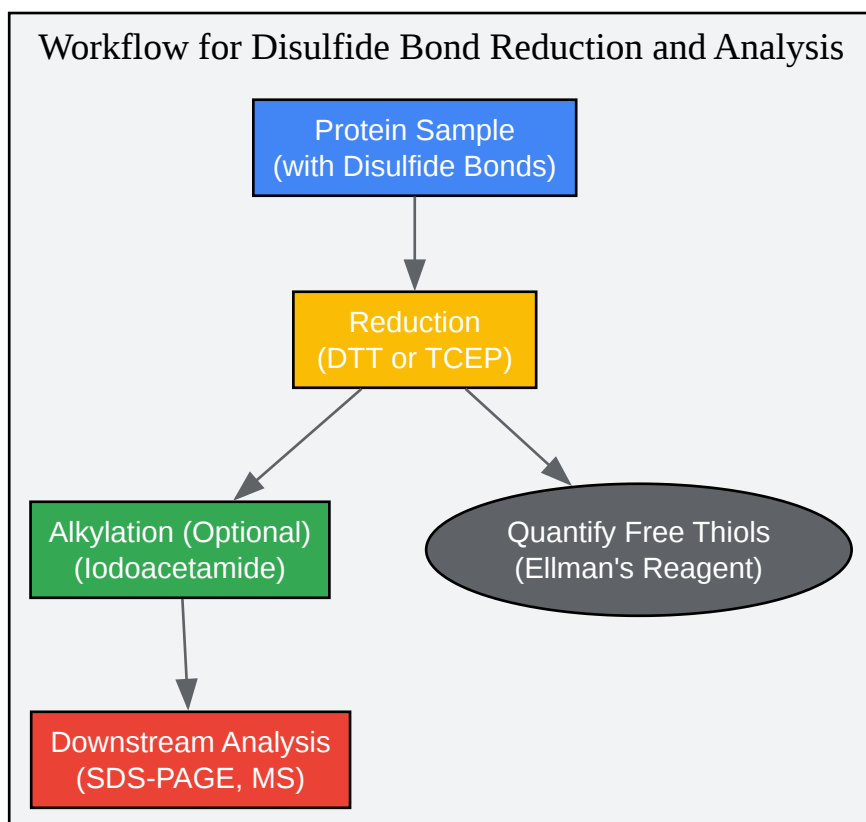 Workflow for Disulfide Bond Reduction and Analysis
Protein Sample
(with Disulfide Bonds)
Reduction
(DTT or TCEP)
Alkylation (Optional)
(Iodoacetamide)
Quantify Free Thiols
(Ellman's Reagent)
Downstream Analysis
(SDS-PAGE, MS)